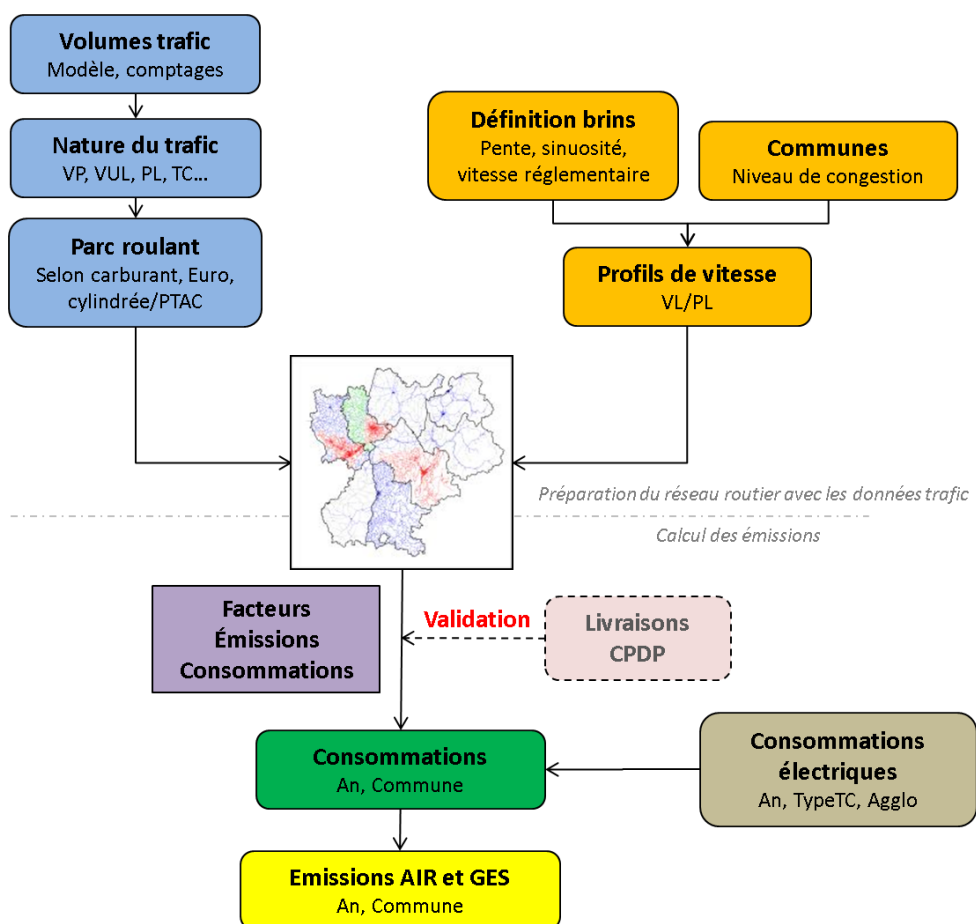 Volumes trafic
Modèle, comptages
Nature du trafic
VP, VUL, PL, TC...
Parc roulant
Selon carburant, Euro,
cylindrée/PTAC
Définition brins
Pente, sinuosité,
vitesse réglementaire
Communes
Niveau de congestion
Profils de vitesse
VL/PL
Préparation du réseau routier avec les données trafic
Calcul des émissions
Facteurs
Émissions
Consommations
Validation
Livraisons
CPDP
Consommations
An, Commune
Consommations
électriques
An, TypeTC, Agglo
Emissions AIR et GES
An, Commune